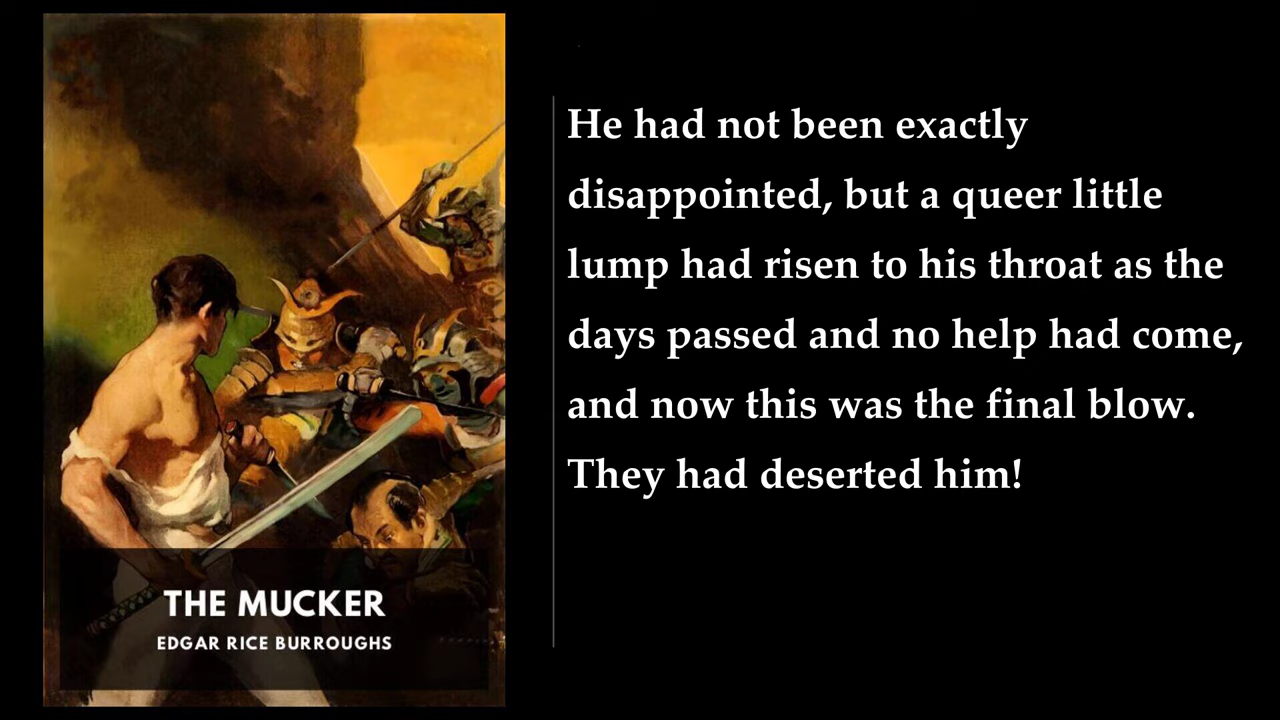 THE MUCKER
EDGAR RICE BURROUGHS
He had not been exactly
disappointed, but a queer little
lump had risen to his throat as the
days passed and no help had come,
and now this was the final blow.
They had deserted him!